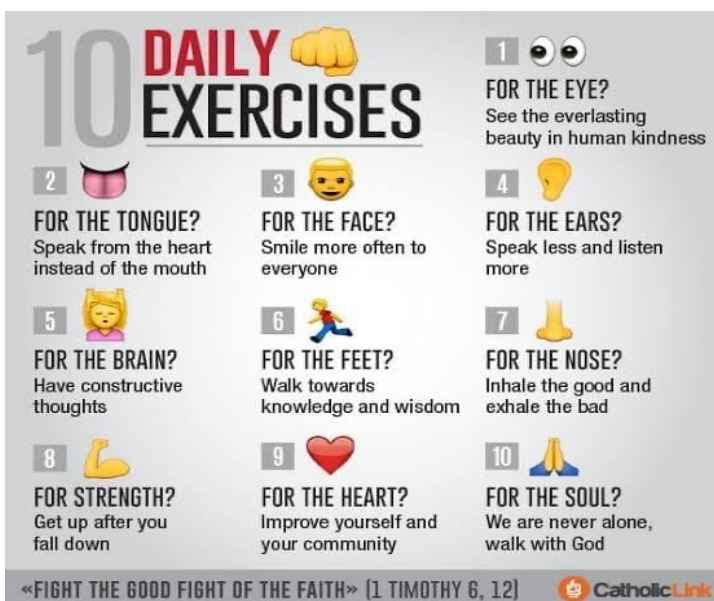 10 DAILY
EXERCISES
1
FOR THE EYE?
See the everlasting
beauty in human kindness
2
FOR THE TONGUE?
Speak from the heart
instead of the mouth
3
FOR THE FACE?
Smile more often to
everyone
4
FOR THE EARS?
Speak less and listen
more
5
FOR THE BRAIN?
Have constructive
thoughts
6
FOR THE FEET?
Walk towards
knowledge and wisdom
7
FOR THE NOSE?
Inhale the good and
exhale the bad
8
FOR STRENGTH?
Get up after you
fall down
9
FOR THE HEART?
Improve yourself and
your community
10
FOR THE SOUL?
We are never alone,
walk with God
«FIGHT THE GOOD FIGHT OF THE FAITH» (1 TIMOTHY 6, 12)
CatholicLink